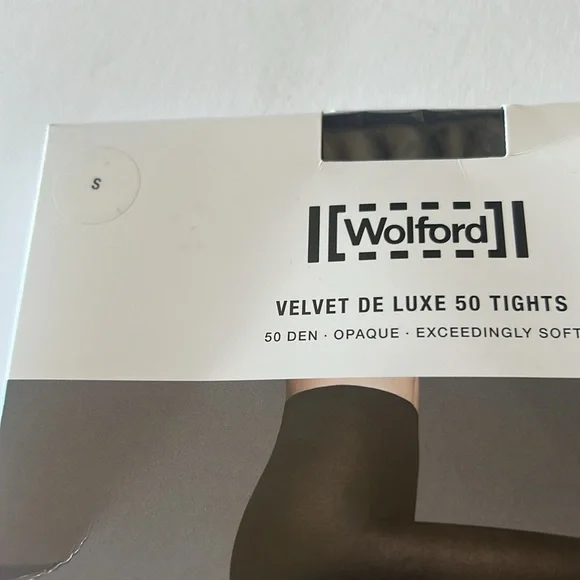 S
Wolford
VELVET DE LUXE 50 TIGHTS
50 DEN · OPAQUE · EXCEEDINGLY SOFT